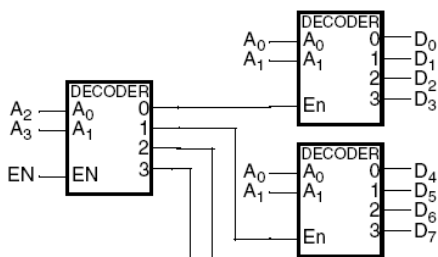 DECODER
A₂ A₀ 0
A₃ A₁ 1
2
EN EN 3
DECODER
A₀ A₀ 0 D₀
A₁ A₁ 1 D₁
2 D₂
En 3 D₃
DECODER
A₀ A₀ 0 D₄
A₁ A₁ 1 D₅
2 D₆
En 3 D₇